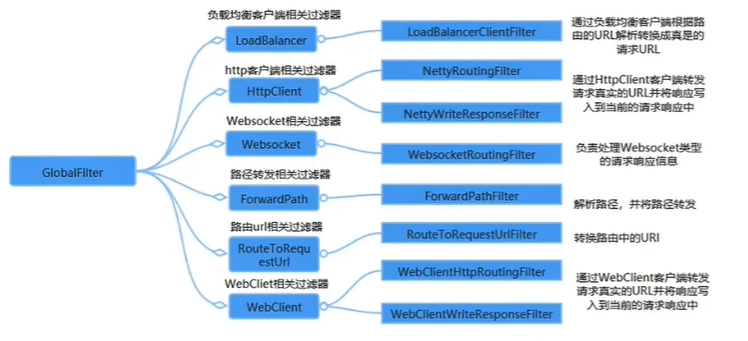 负载均衡客户端相关过滤器
LoadBalancer
LoadBalancerClientFilter
通过负载均衡客户端根据路
由的URL解析转换成真是的
请求URL
http客户端相关过滤器
HttpClient
NettyRoutingFilter
NettyWriteResponseFilter
通过HttpClient客户端转发
请求真实的URL并将响应写
入到当前的请求响应中
Websocket相关过滤器
Websocket
WebsocketRoutingFilter
负责处理Websocket类型
的请求响应信息
GlobalFilter
路径转发相关过滤器
ForwardPath
ForwardPathFilter
解析路径，并将路径转发
路由url相关过滤器
RouteToRequ
estUrl
RouteToRequestUrlFilter
转换路由中的URI
WebCliet相关过滤器
WebClient
WebClientHttpRoutingFilter
WebClientWriteResponseFilter
通过WebClient客户端转发
请求真实的URL并将响应写
入到当前的请求响应中